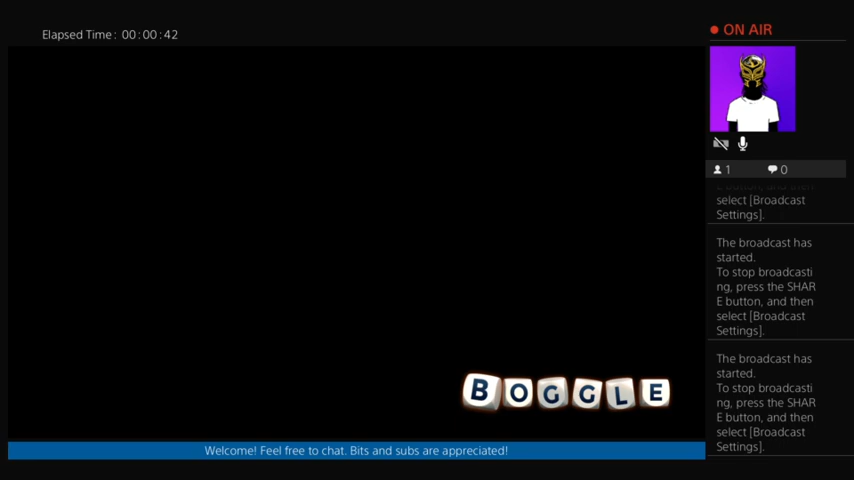 Elapsed Time: 00:00:42
ON AIR
1
0
select [Broadcast
Settings].
The broadcast has
started.
To stop broadcasti
ng, press the SHAR
E button, and then
select [Broadcast
Settings].
The broadcast has
started.
To stop broadcasti
ng, press the SHAR
E button, and then
select [Broadcast
Settings].
BOGGLE
Welcome! Feel free to chat. Bits and subs are appreciated!